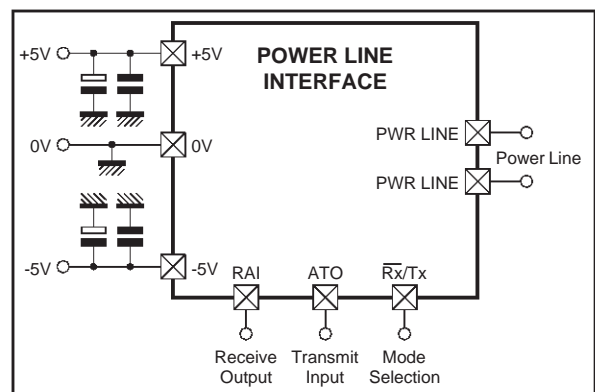 POWER LINE
INTERFACE
+5V
+5V
0V
0V
-5V
-5V
PWR LINE
PWR LINE
Power Line
RAI
ATO
R̅x̅/Tx
Receive
Output
Transmit
Input
Mode
Selection